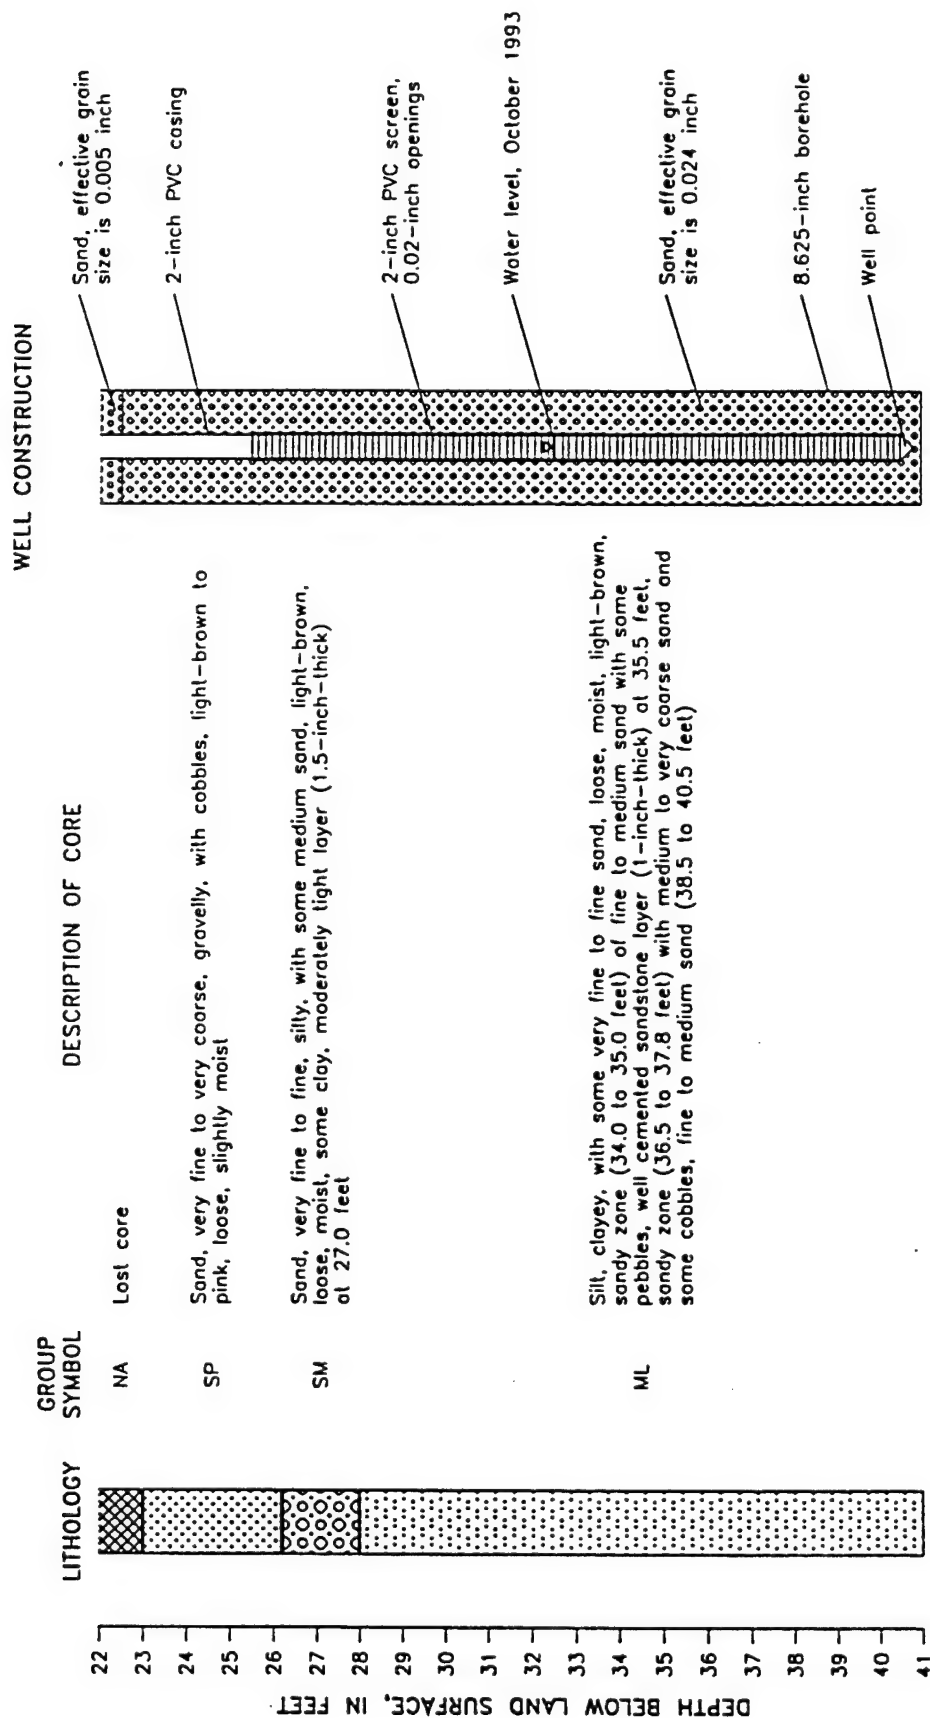 WELL CONSTRUCTION
Sand, effective grain
size is 0.005 inch
2-inch PVC casing
2-inch PVC screen,
0.02-inch openings
Water level, October 1993
Sand, effective grain
size is 0.024 inch
8.625-inch borehole
Well point
DESCRIPTION OF CORE
Lost core
Sand, very fine to very coarse, gravelly, with cobbles, light-brown to
pink, loose, slightly moist
Sand, very fine to fine, silty, with some medium sand, light-brown,
loose, moist, some clay, moderately tight layer (1.5-inch-thick)
at 27.0 feet
Silt, clayey, with some very fine to fine sand, loose, moist, light-brown,
sandy zone (34.0 to 35.0 feet) of fine to medium sand with some
pebbles, well cemented sandstone layer (1-inch-thick) at 35.5 feet,
sandy zone (36.5 to 37.8 feet) with medium to very coarse sand and
some cobbles, fine to medium sand (38.5 to 40.5 feet)
GROUP
SYMBOL
NA
SP
SM
ML
LITHOLOGY
22
23
24
25
26
27
28
29
30
31
32
33
34
35
36
37
38
39
40
41
DEPTH BELOW LAND SURFACE, IN FEET